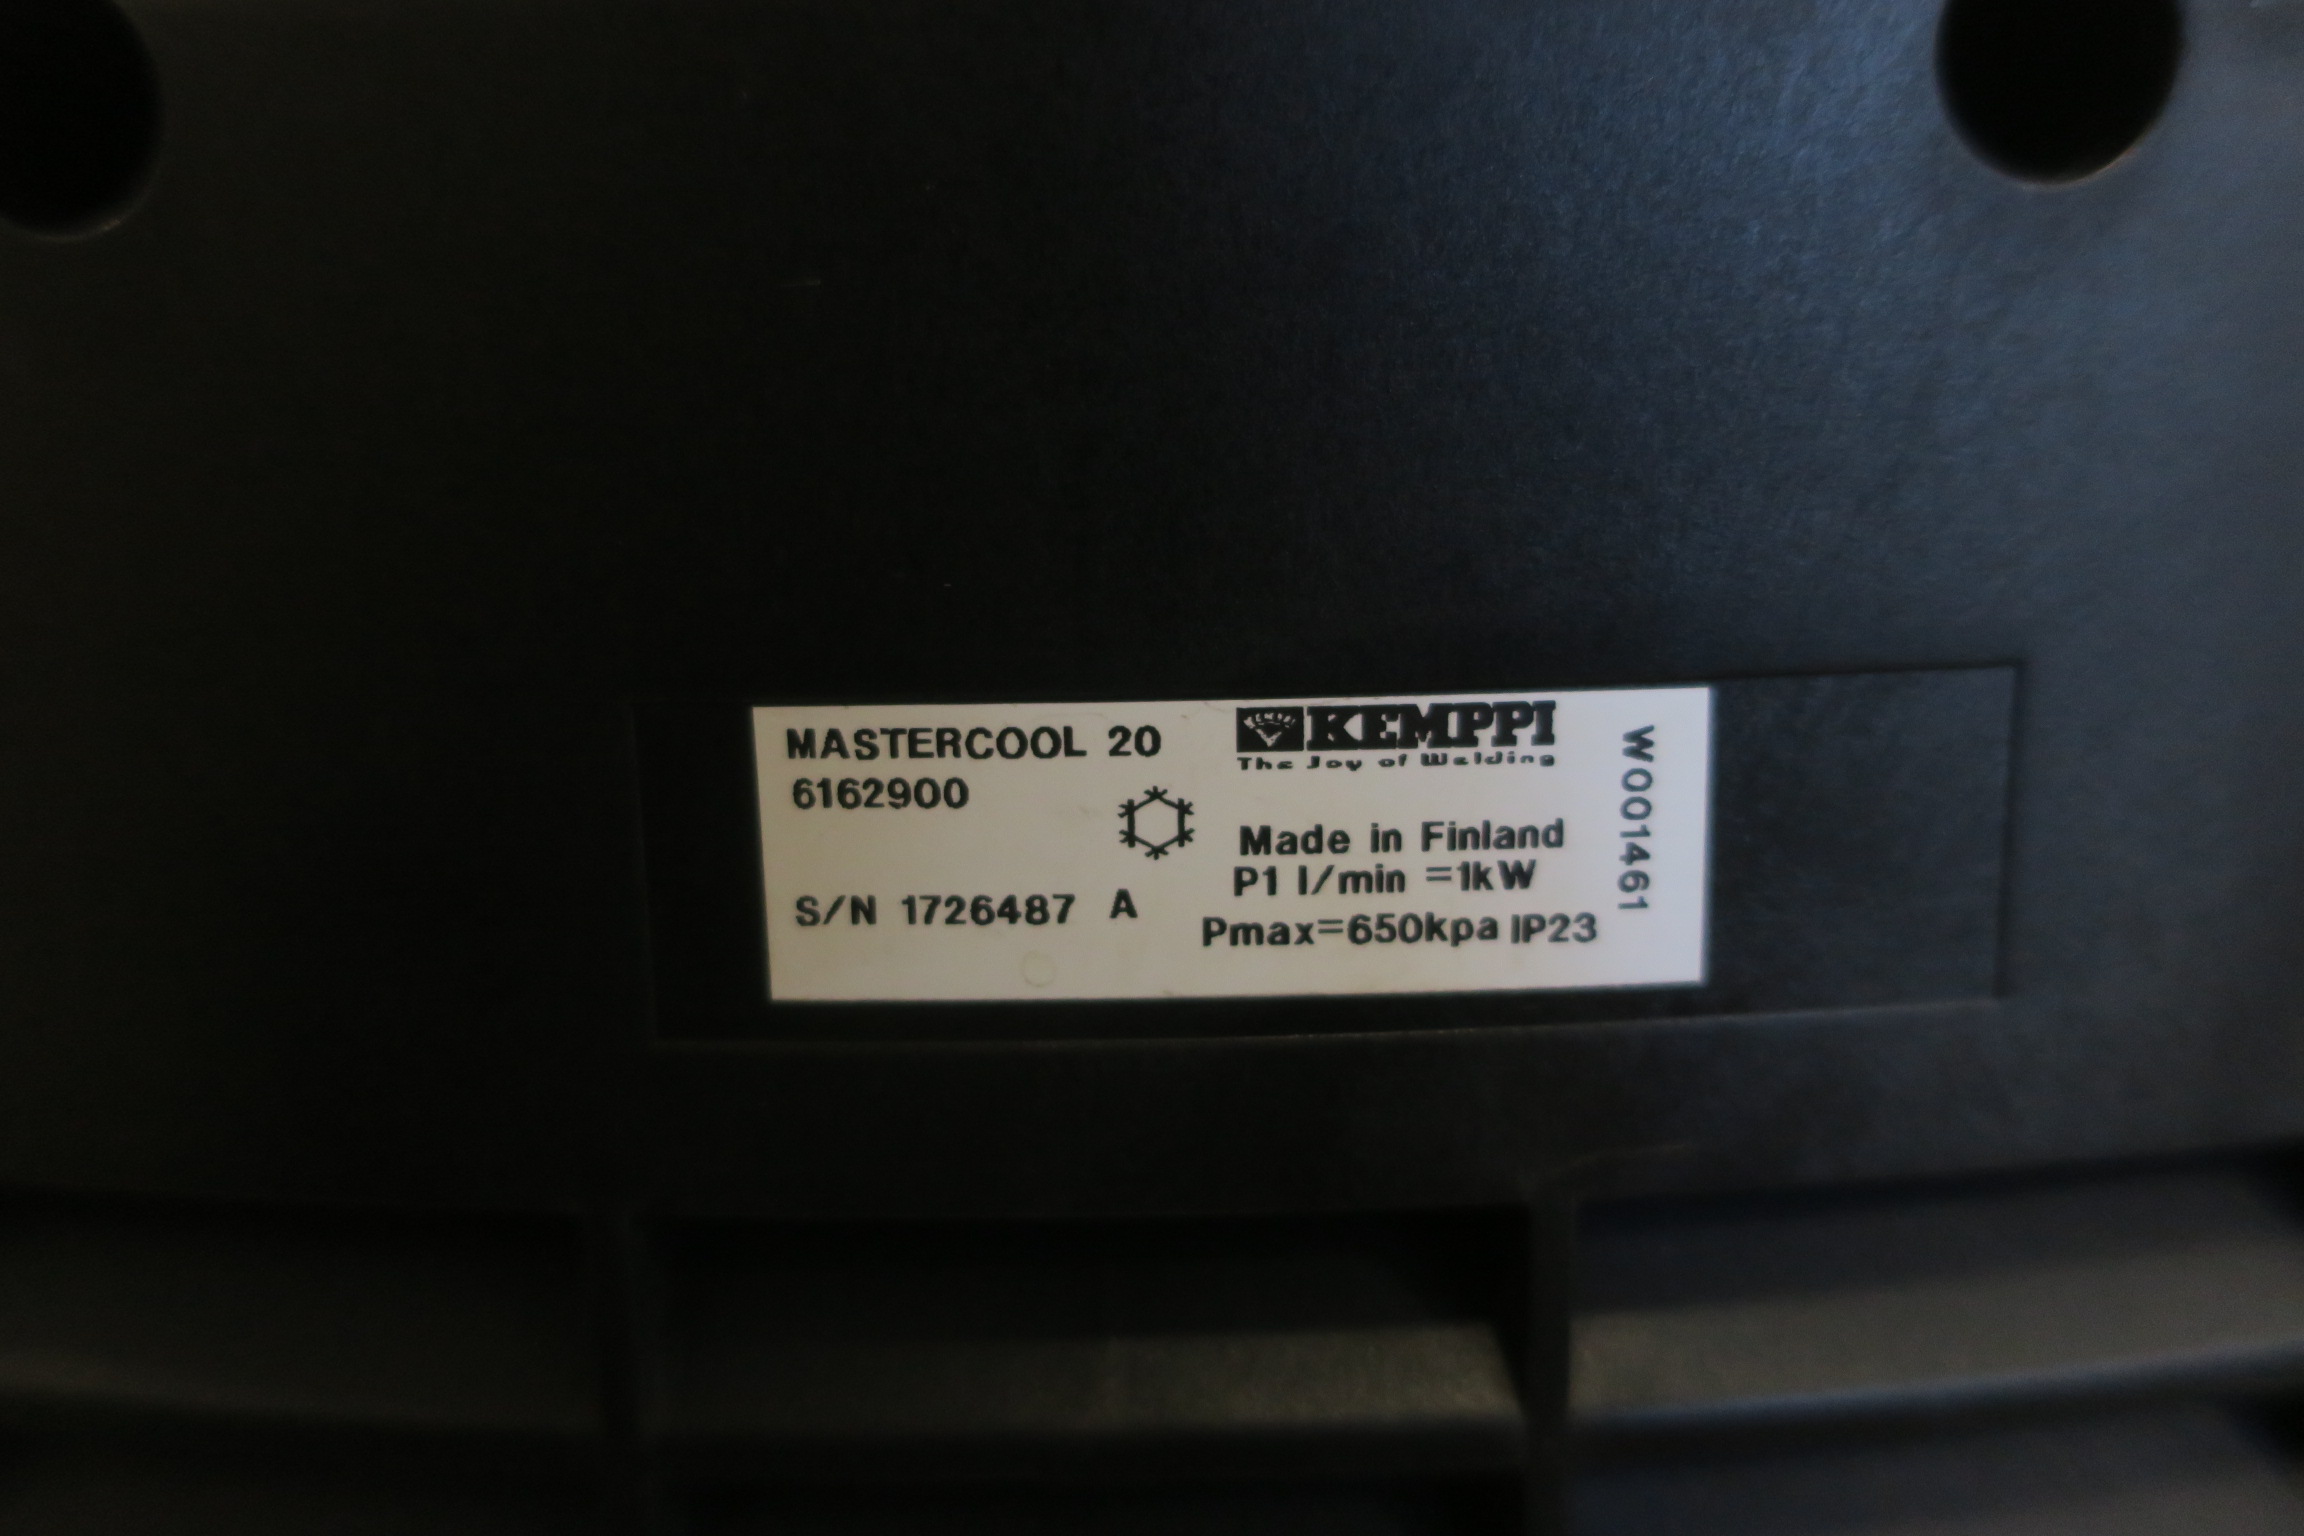 MASTERCOOL 20
6162900
S/N 1726487 A
KEMPPI
The Joy of Welding
Made in Finland
P1 l/min =1kW
Pmax=650kpa IP23
W001461